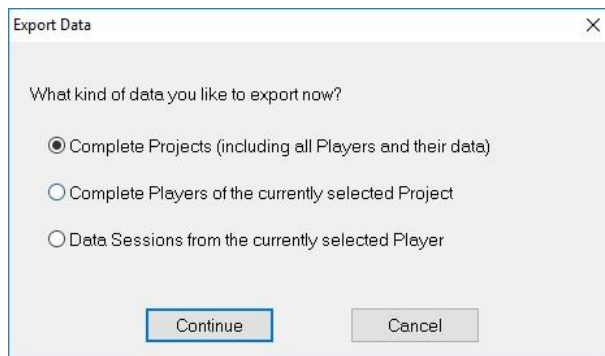 Export Data
What kind of data you like to export now?
Complete Projects (including all Players and their data)
Complete Players of the currently selected Project
Data Sessions from the currently selected Player
Continue
Cancel